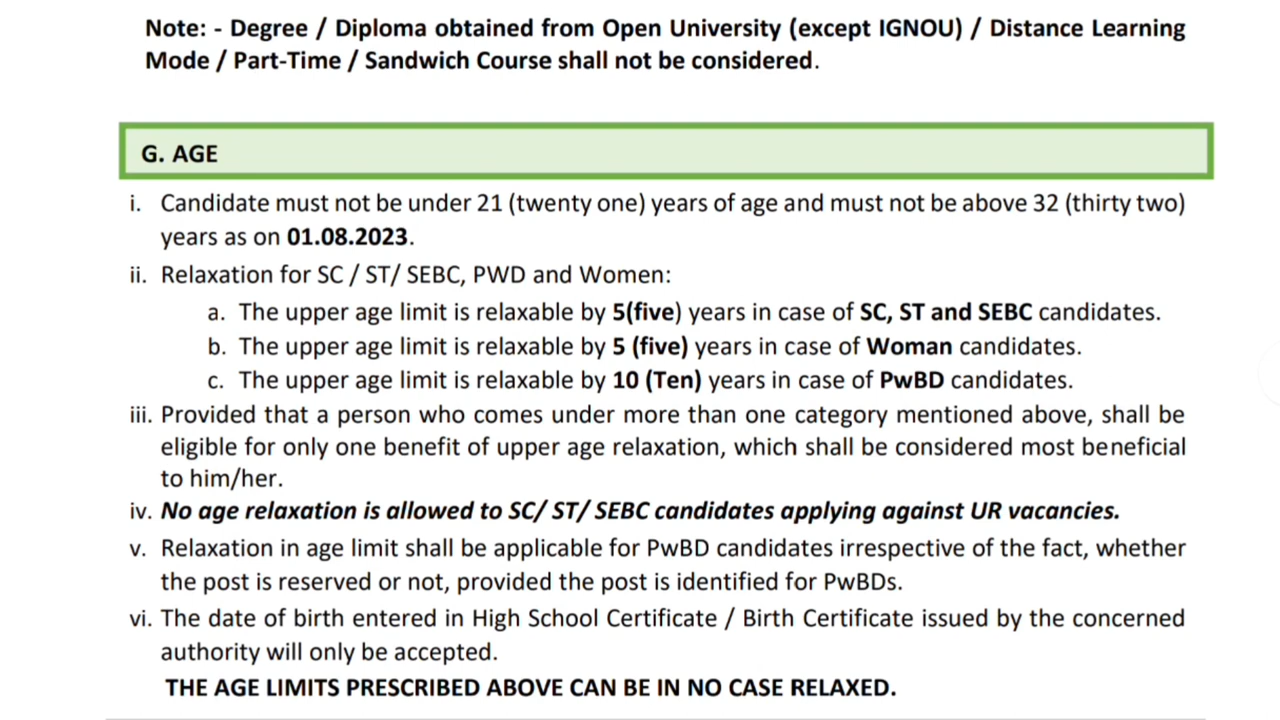 Note: - Degree / Diploma obtained from Open University (except IGNOU) / Distance Learning
Mode / Part-Time / Sandwich Course shall not be considered.
G. AGE
i. Candidate must not be under 21 (twenty one) years of age and must not be above 32 (thirty two)
years as on 01.08.2023.
ii. Relaxation for SC / ST/ SEBC, PWD and Women:
a. The upper age limit is relaxable by 5(five) years in case of SC, ST and SEBC candidates.
b. The upper age limit is relaxable by 5 (five) years in case of Woman candidates.
c. The upper age limit is relaxable by 10 (Ten) years in case of PwBD candidates.
iii. Provided that a person who comes under more than one category mentioned above, shall be
eligible for only one benefit of upper age relaxation, which shall be considered most beneficial
to him/her.
iv. No age relaxation is allowed to SC/ ST/ SEBC candidates applying against UR vacancies.
v. Relaxation in age limit shall be applicable for PwBD candidates irrespective of the fact, whether
the post is reserved or not, provided the post is identified for PwBDs.
vi. The date of birth entered in High School Certificate / Birth Certificate issued by the concerned
authority will only be accepted.
THE AGE LIMITS PRESCRIBED ABOVE CAN BE IN NO CASE RELAXED.